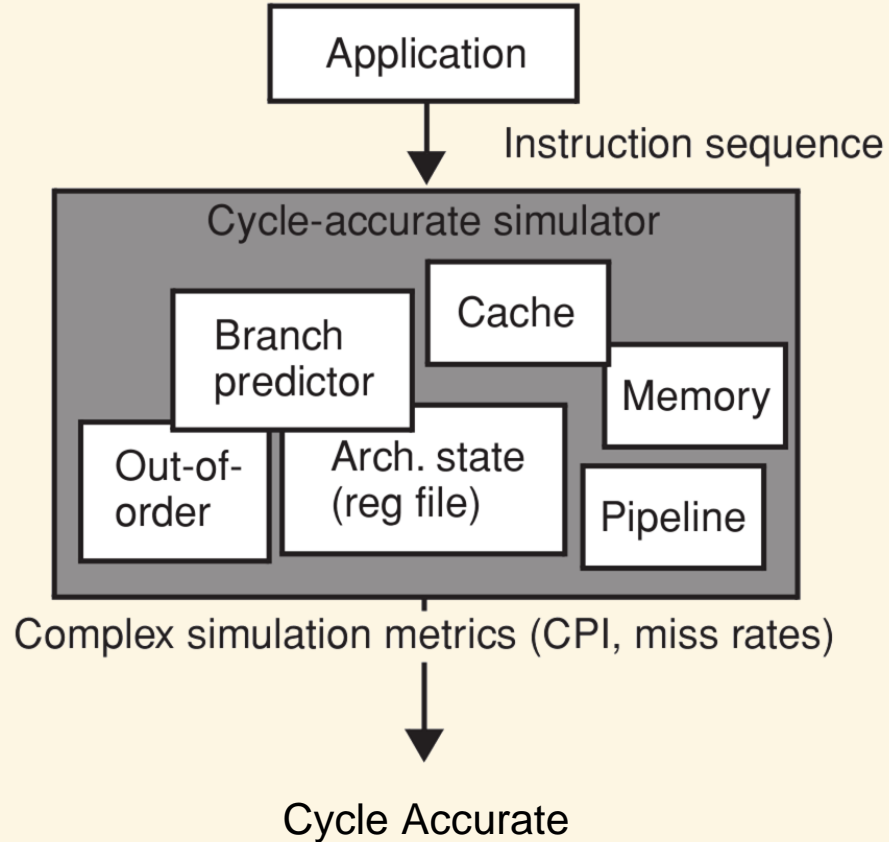 Application
Instruction sequence
Cycle-accurate simulator
Branch
predictor
Cache
Memory
Out-of-
order
Arch. state
(reg file)
Pipeline
Complex simulation metrics (CPI, miss rates)
Cycle Accurate